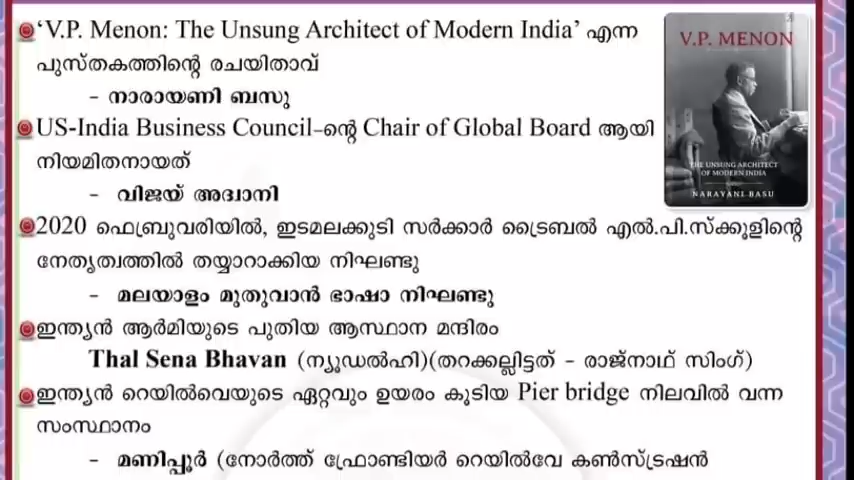 ‘V.P. Menon: The Unsung Architect of Modern India’ എന്ന
പുസ്തകത്തിന്റെ രചയിതാവ്
- നാരായണി ബസു
US-India Business Council-ന്റെ Chair of Global Board ആയി
നിയമിതനായത്
- വിജയ് അദ്വാനി
2020 ഫെബ്രുവരിയിൽ, ഇടമലക്കുടി സർക്കാർ ട്രൈബൽ എൽ.പി.സ്ക്കൂളിന്റെ
നേതൃത്വത്തിൽ തയ്യാറാക്കിയ നിഘണ്ടു
- മലയാളം മുതുവാൻ ഭാഷാ നിഘണ്ടു
ഇന്ത്യൻ ആർമിയുടെ പുതിയ ആസ്ഥാന മന്ദിരം
Thal Sena Bhavan (ന്യൂഡൽഹി)(തറക്കല്ലിട്ടത് - രാജ്നാഥ് സിംഗ്)
ഇന്ത്യൻ റെയിൽവെയുടെ ഏറ്റവും ഉയരം കൂടിയ Pier bridge നിലവിൽ വന്ന
സംസ്ഥാനം
- മണിപ്പൂർ (നോർത്ത് ഫ്രോണ്ടിയർ റെയിൽവേ കൺസ്ട്രഷൻ
V.P. MENON
THE UNSUNG ARCHITECT
OF MODERN INDIA
NARAYANI BASU